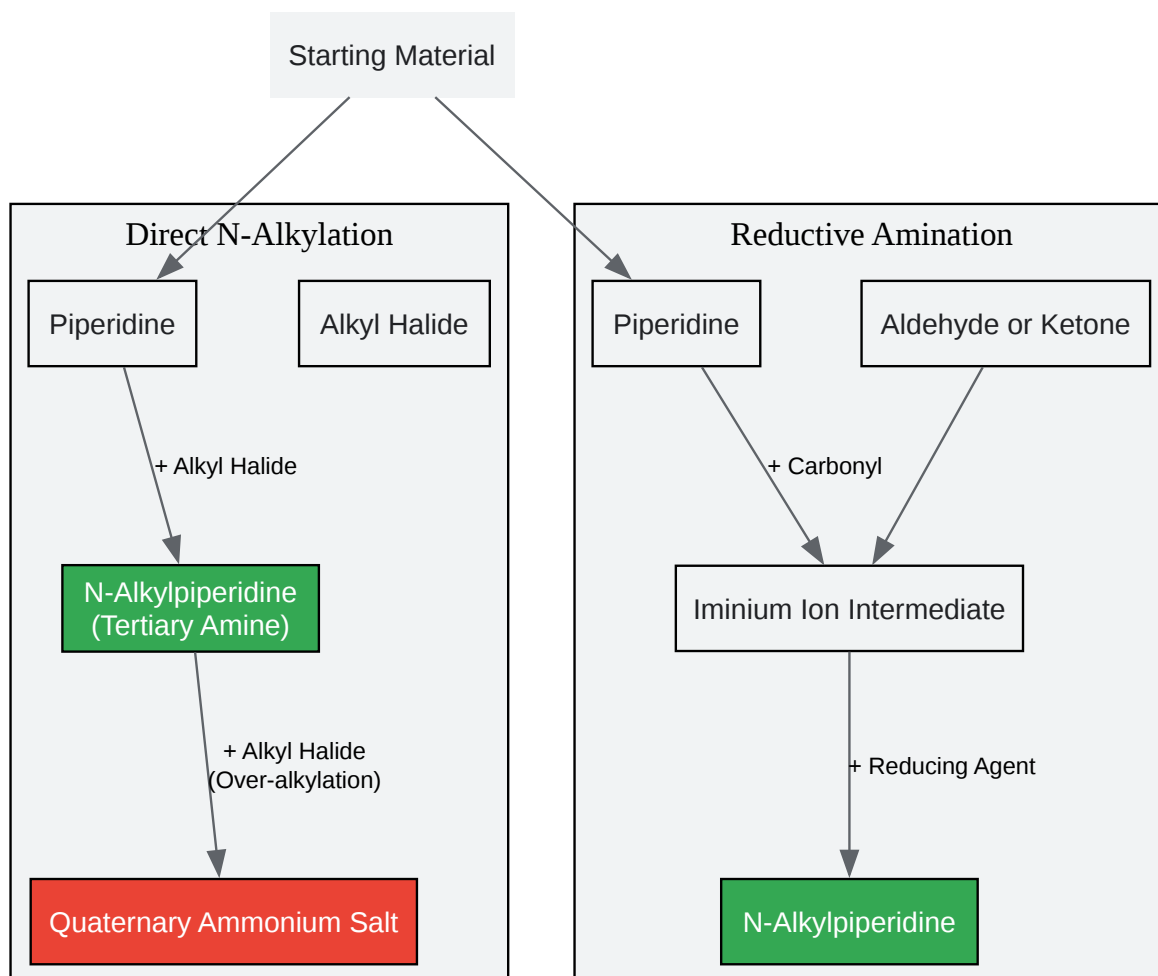 Starting Material
Direct N-Alkylation
Reductive Amination
Piperidine
Alkyl Halide
Piperidine
Aldehyde or Ketone
+ Alkyl Halide
+ Carbonyl
N-Alkylpiperidine
(Tertiary Amine)
Iminium Ion Intermediate
+ Alkyl Halide
(Over-alkylation)
+ Reducing Agent
Quaternary Ammonium Salt
N-Alkylpiperidine